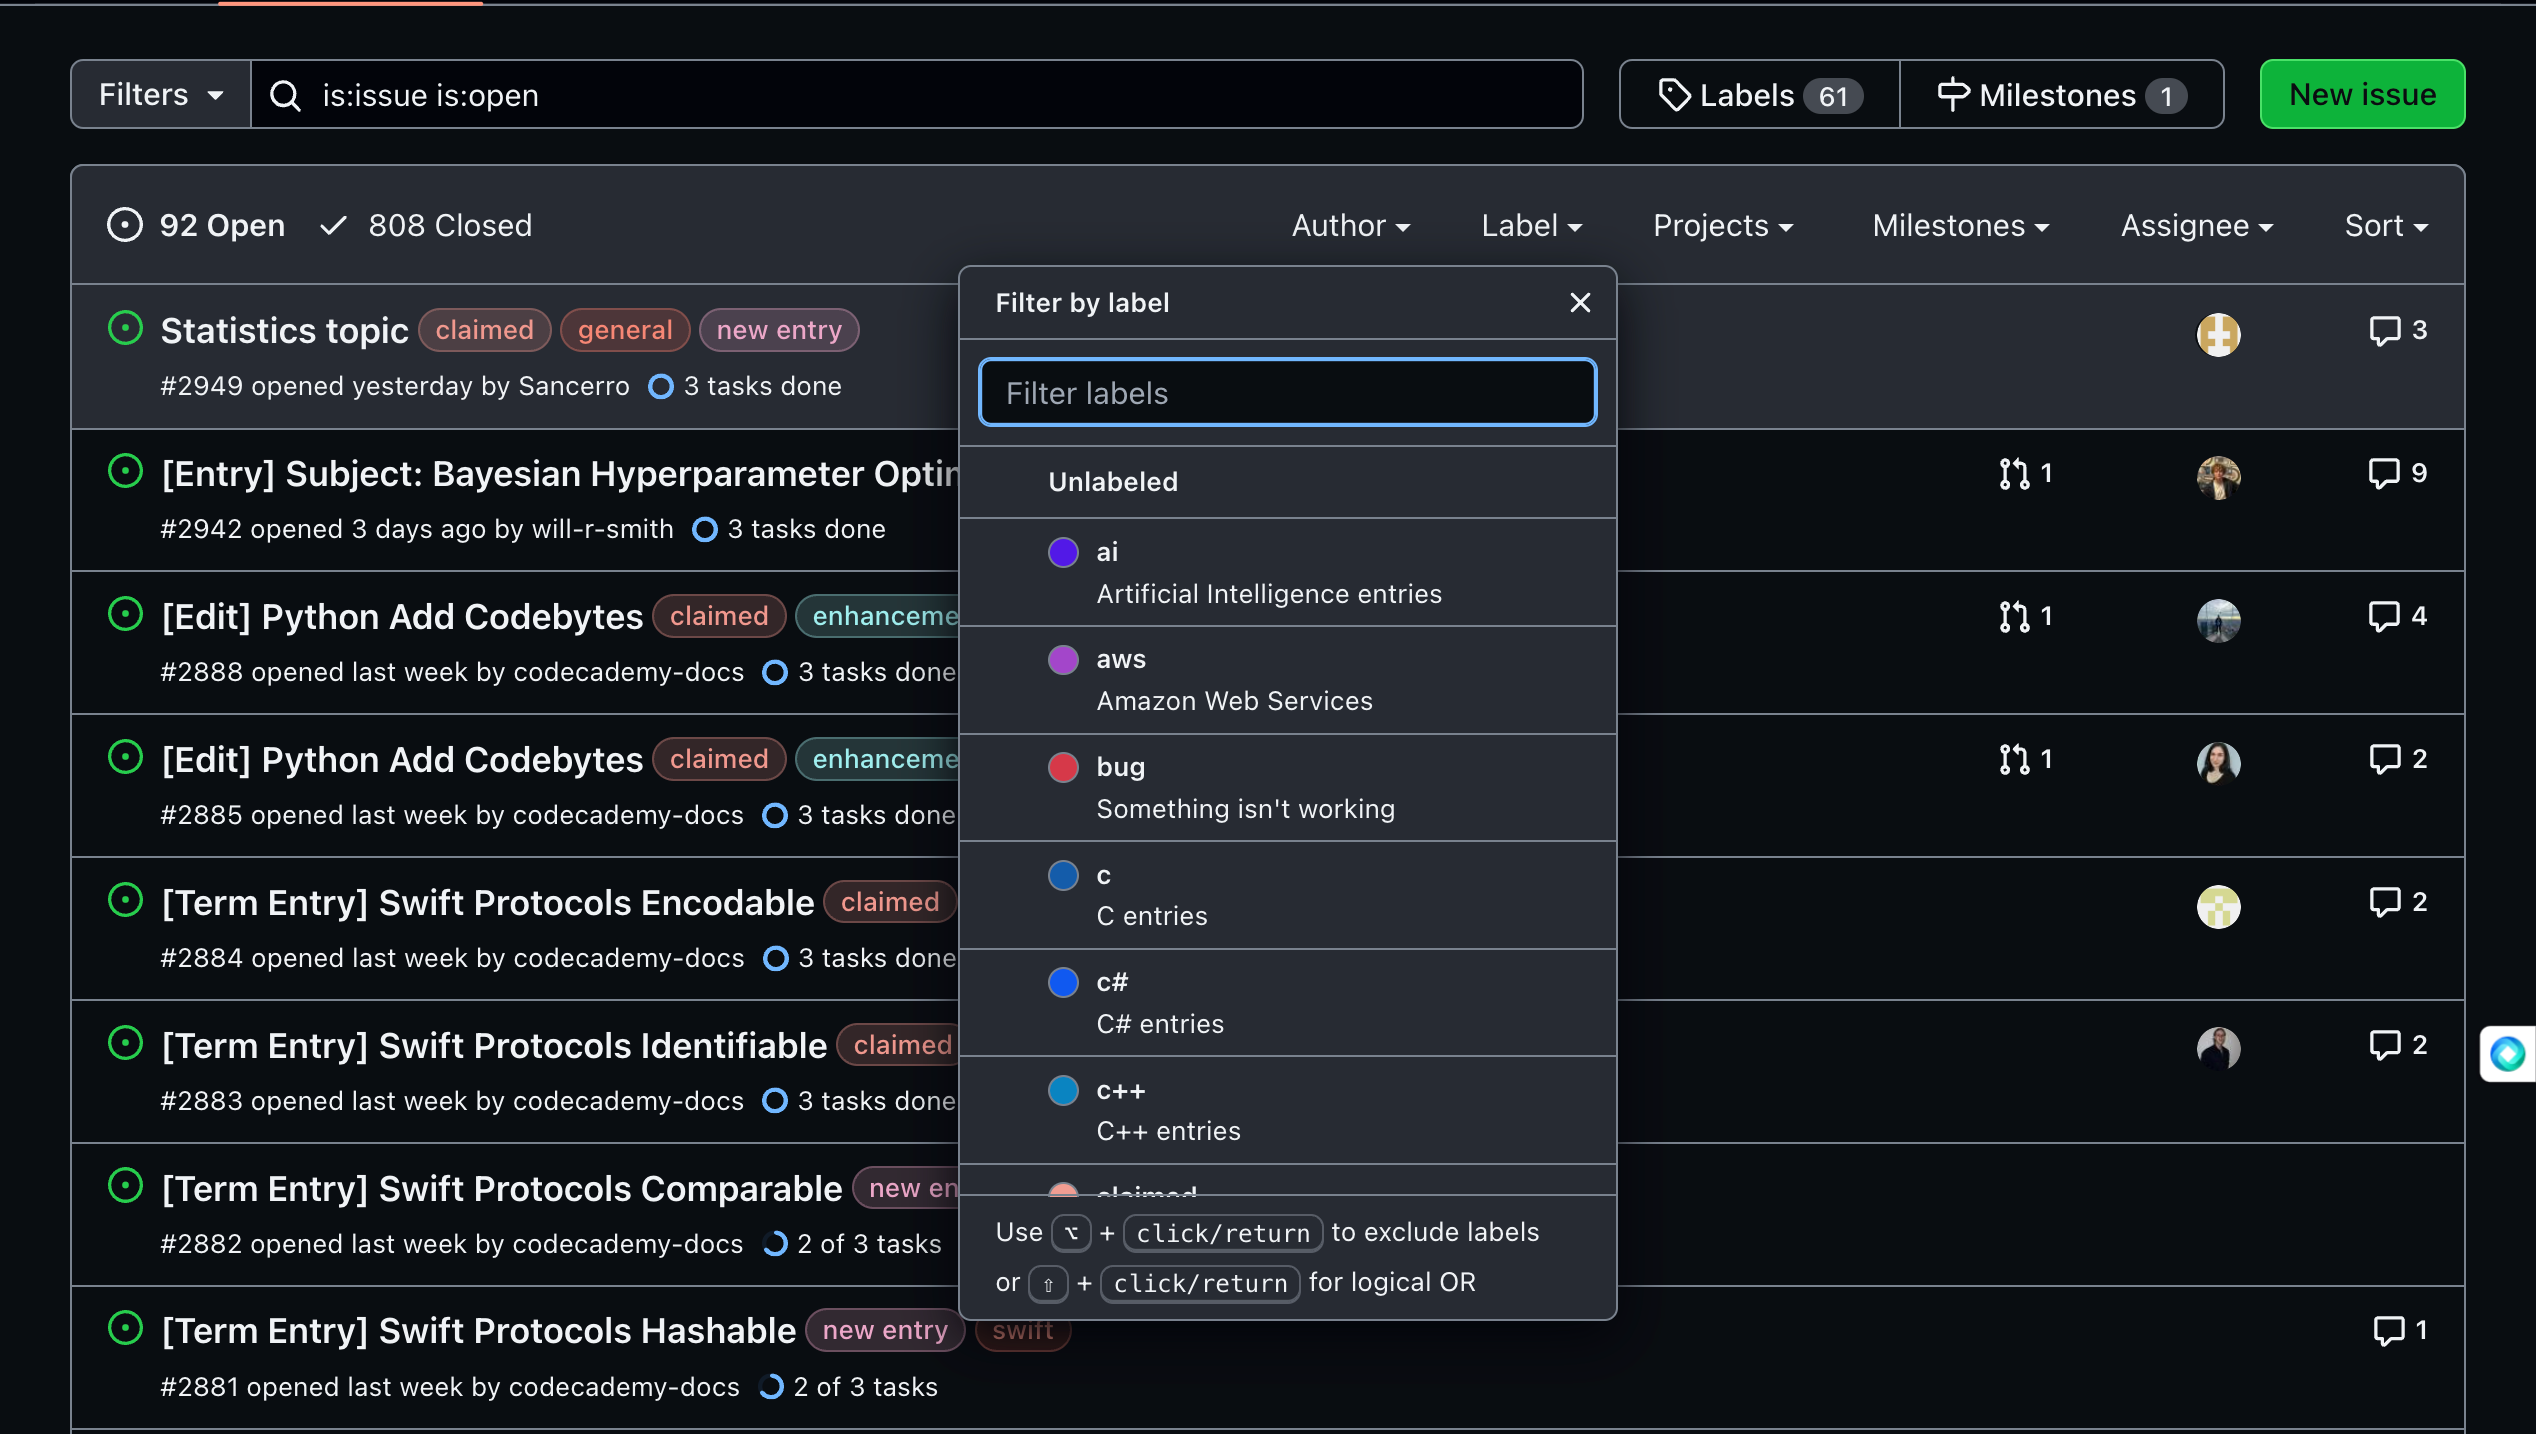 Filters
is:issue is:open
Labels 61
Milestones 1
New issue
92 Open 808 Closed
Author Label Projects Milestones Assignee Sort
Statistics topic claimed general new entry
3
#2949 opened yesterday by Sancerro 3 tasks done
[Entry] Subject: Bayesian Hyperparameter
1 9
#2942 opened 3 days ago by will-r-smith 3 tasks done
[Edit] Python Add Codebytes claimed enhanceme
1 4
#2888 opened last week by codecademy-docs 3 tasks done
[Edit] Python Add Codebytes claimed enhanceme
1 2
#2885 opened last week by codecademy-docs 3 tasks done
[Term Entry] Swift Protocols Encodable claimed
2
#2884 opened last week by codecademy-docs 3 tasks done
[Term Entry] Swift Protocols Identifiable claimed
2
#2883 opened last week by codecademy-docs 3 tasks done
[Term Entry] Swift Protocols Comparable new en
#2882 opened last week by codecademy-docs 2 of 3 tasks
[Term Entry] Swift Protocols Hashable new entry swift
1
#2881 opened last week by codecademy-docs 2 of 3 tasks
Filter by label
Filter labels
Unlabeled
ai
Artificial Intelligence entries
aws
Amazon Web Services
bug
Something isn't working
c
C entries
c#
C# entries
c++
C++ entries
claimed
Use ⌥ + click/return to exclude labels
or ⇧ + click/return for logical OR